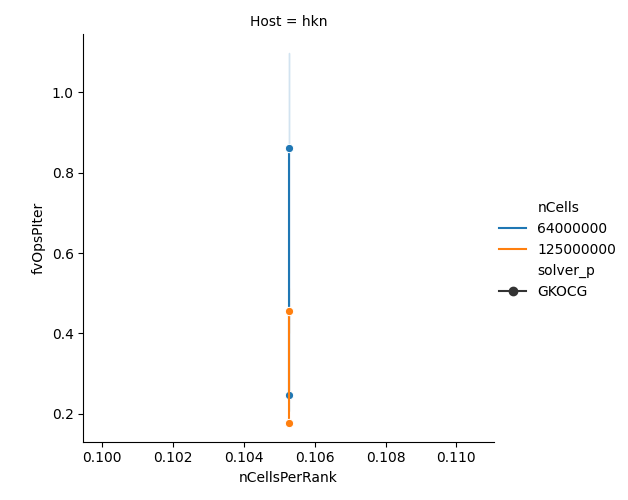 Host = hkn
fvOpsPIter
1.0
0.8
0.6
0.4
0.2
0.100
0.102
0.104
0.106
0.108
0.110
nCellsPerRank
nCells
64000000
125000000
solver_p
GKOCG